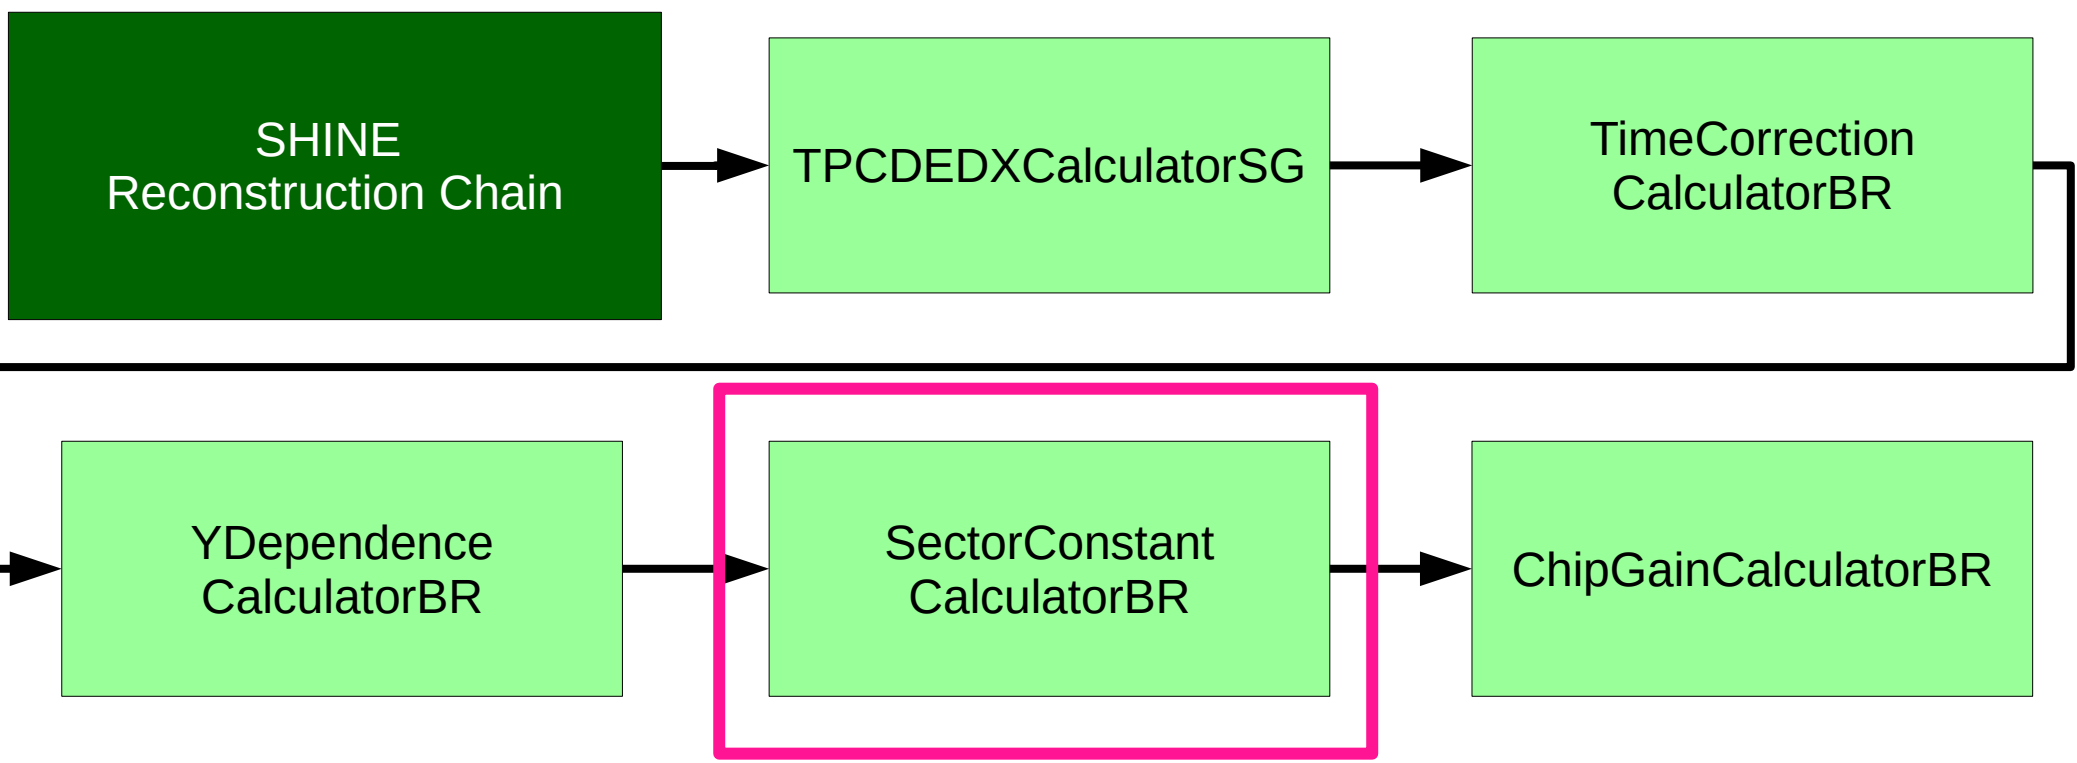 SHINE
Reconstruction Chain
TPCDEDXCalculatorSG
TimeCorrection
CalculatorBR
YDependence
CalculatorBR
SectorConstant
CalculatorBR
ChipGainCalculatorBR